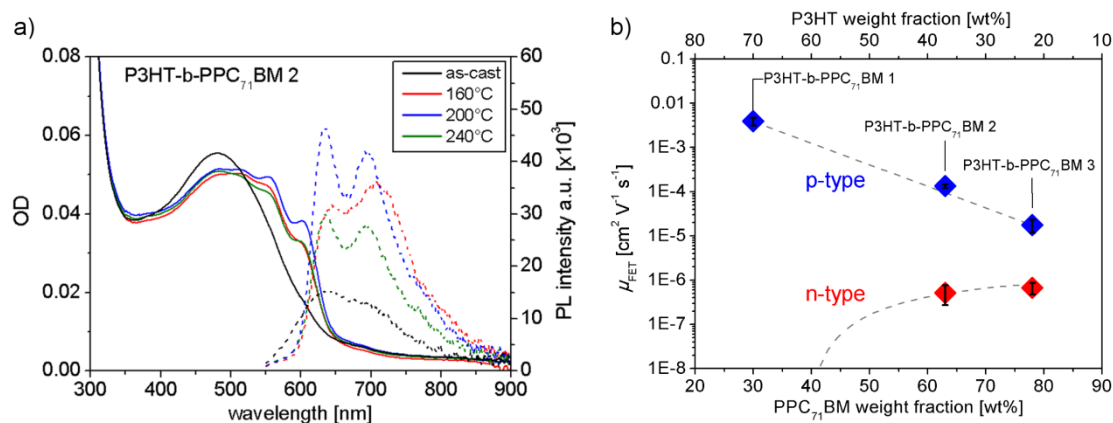 a)
P3HT-b-PPC₇₁BM 2
as-cast
160°C
200°C
240°C
0.08
0.06
0.04
0.02
0.00
OD
60
50
40
30
20
10
0
PL intensity a.u. [x10³]
300 400 500 600 700 800 900
wavelength [nm]
b)
P3HT weight fraction [wt%]
80 70 60 50 40 30 20 10
0.1
0.01
1E-3
1E-4
1E-5
1E-6
1E-7
1E-8
μFET [cm² V⁻¹ s⁻¹]
P3HT-b-PPC₇₁BM 1
P3HT-b-PPC₇₁BM 2
P3HT-b-PPC₇₁BM 3
p-type
n-type
20 30 40 50 60 70 80 90
PPC₇₁BM weight fraction [wt%]